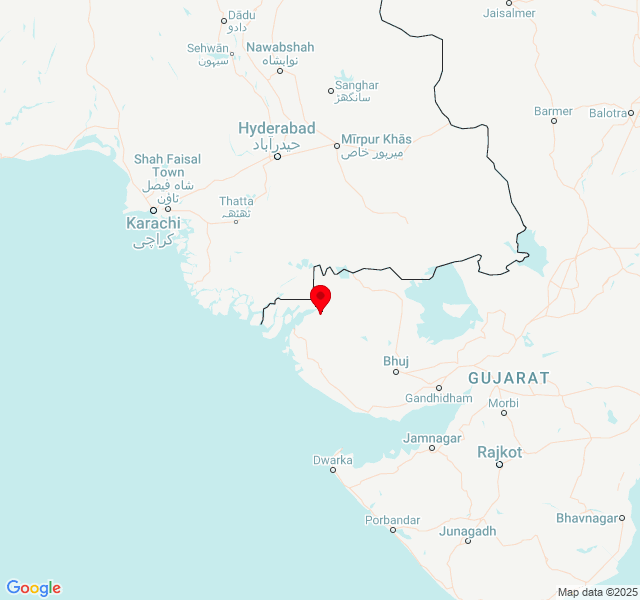 Dādu
دادو
Jaisalmer
Sehwān
سيہون
Nawabshah
نوابشاه
Sanghar
سانگھڑ
Barmer
Balotra
Hyderabad
حیدرآباد
Mīrpur Khās
میرپور خاص
Shah Faisal
Town
شاہ فیصل
ٹاؤن
Thatta
ٹھٹھہ
Karachi
کراچی
Bhuj
GUJARAT
Gandhidham
Morbi
Jamnagar
Rajkot
Dwarka
Porbandar
Junagadh
Bhavnagar
Google
Map data ©2025